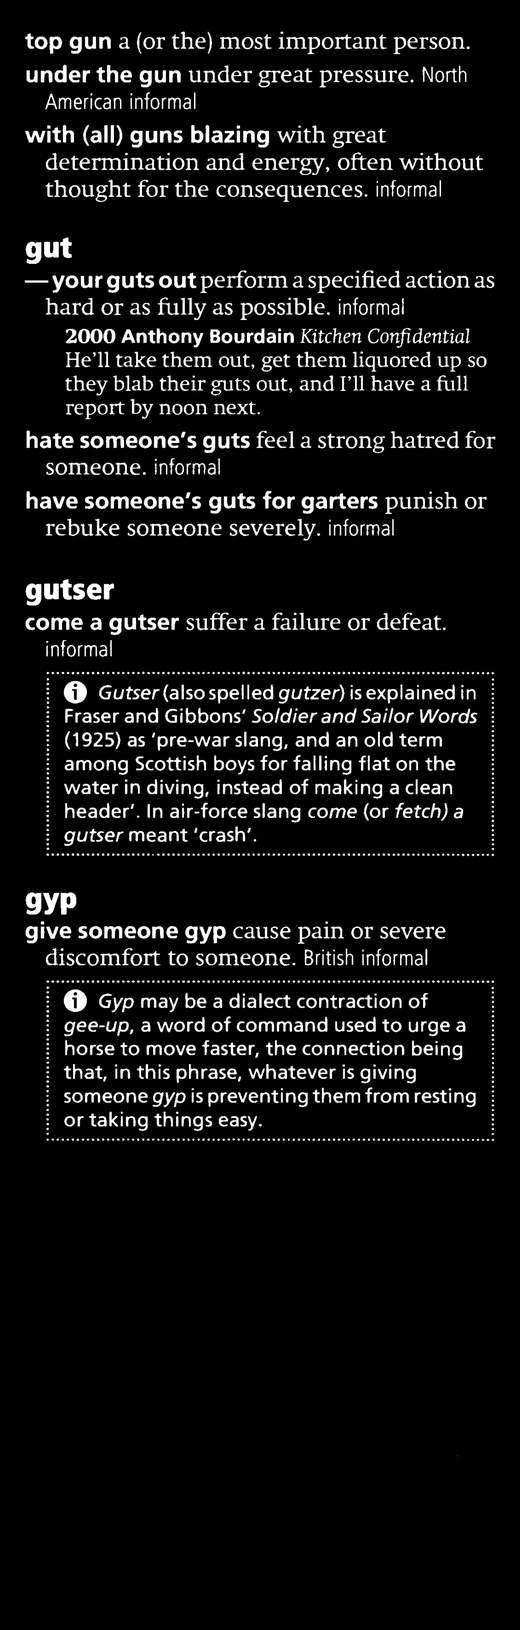 top gun a (or the) most important person.
under the gun under great pressure. North
American informal
with (all) guns blazing with great
determination and energy, often without
thought for the consequences. informal
gut
— your guts out perform a specified action as
hard or as fully as possible. informal
2000 Anthony Bourdain Kitchen Confidential
He'll take them out, get them liquored up so
they blab their guts out, and I'll have a full
report by noon next.
hate someone's guts feel a strong hatred for
someone. informal
have someone's guts for garters punish or
rebuke someone severely. informal
gutser
come a gutser suffer a failure or defeat.
informal
Gutser (also spelled gutzer) is explained in
Fraser and Gibbons' Soldier and Sailor Words
(1925) as 'pre-war slang, and an old term
among Scottish boys for falling flat on the
water in diving, instead of making a clean
header'. In air-force slang come (or fetch) a
gutser meant 'crash'.
gyp
give someone gyp cause pain or severe
discomfort to someone. British informal
Gyp may be a dialect contraction of
gee-up, a word of command used to urge a
horse to move faster, the connection being
that, in this phrase, whatever is giving
someone gyp is preventing them from resting
or taking things easy.